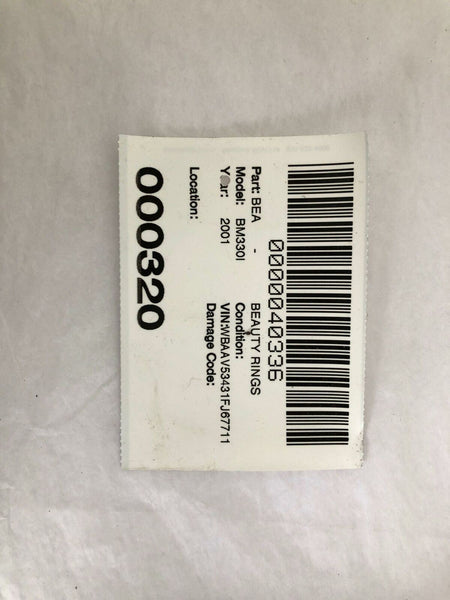 0000040336
Part: BEA - BEAUTY RINGS
Model: BM330I Condition:
Year: 2001 VIN:WBAAV53431FJ67711
Damage Code:
Location:
000320